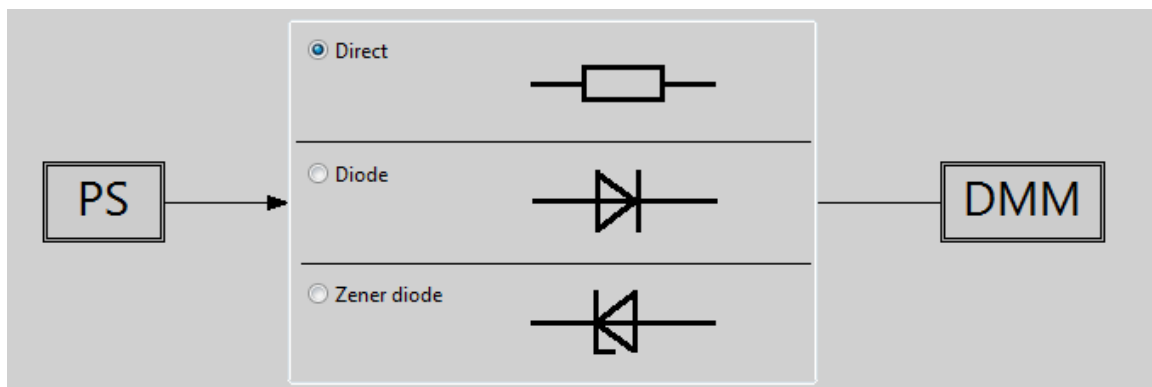 Direct
PS
Diode
DMM
Zener diode